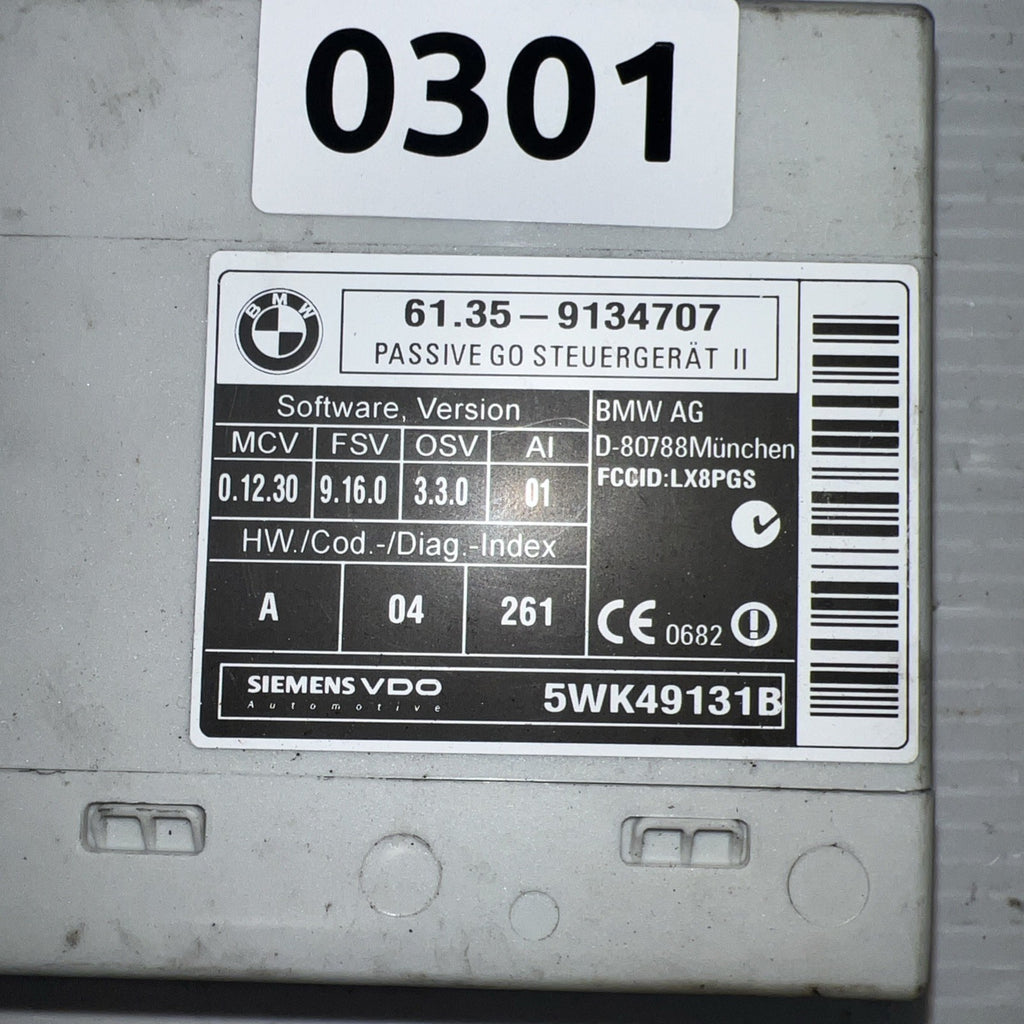 0301
BMW
61.35 – 9134707
PASSIVE GO STEUERGERÄT II
Software, Version
MCV FSV OSV AI
0.12.30 9.16.0 3.3.0 01
HW./Cod.-/Diag.-Index
A 04 261
BMW AG
D-80788München
FCCID:LX8PGS
CE 0682
SIEMENS VDO
Automotive
5WK49131B